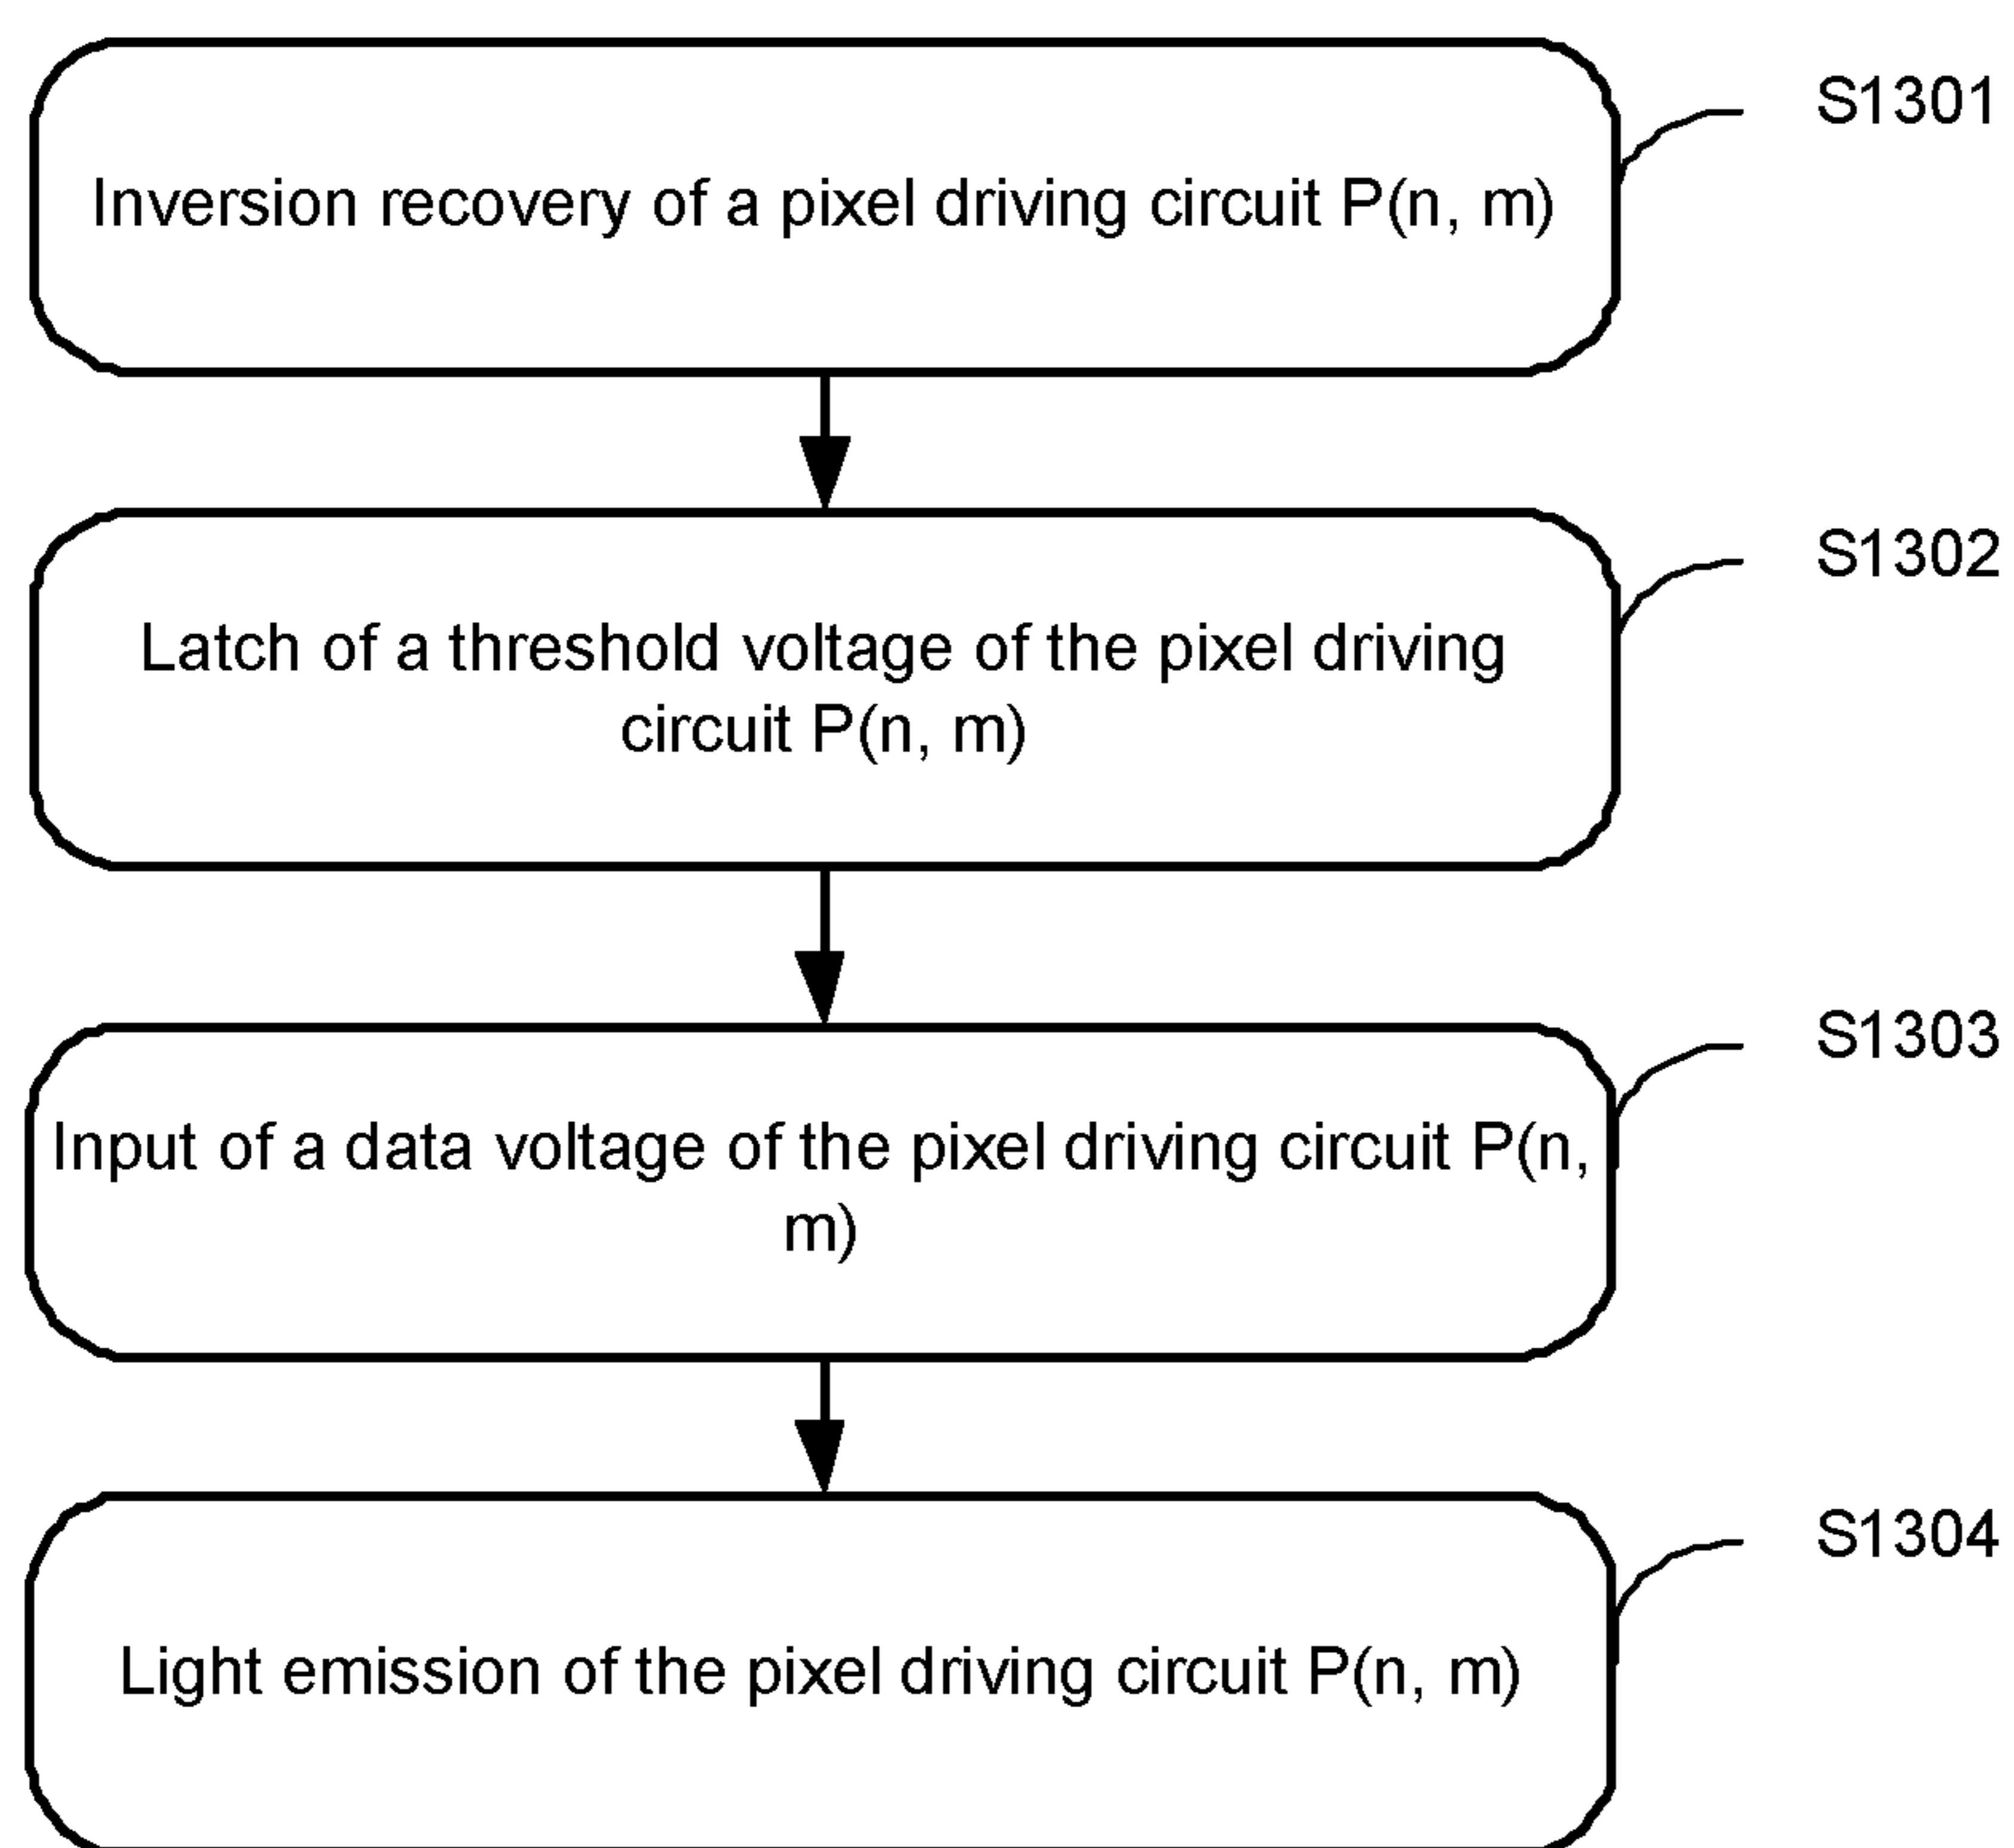 S1301
Inversion recovery of a pixel driving circuit P(n, m)
S1302
Latch of a threshold voltage of the pixel driving
circuit P(n, m)
S1303
Input of a data voltage of the pixel driving circuit P(n,
m)
S1304
Light emission of the pixel driving circuit P(n, m)